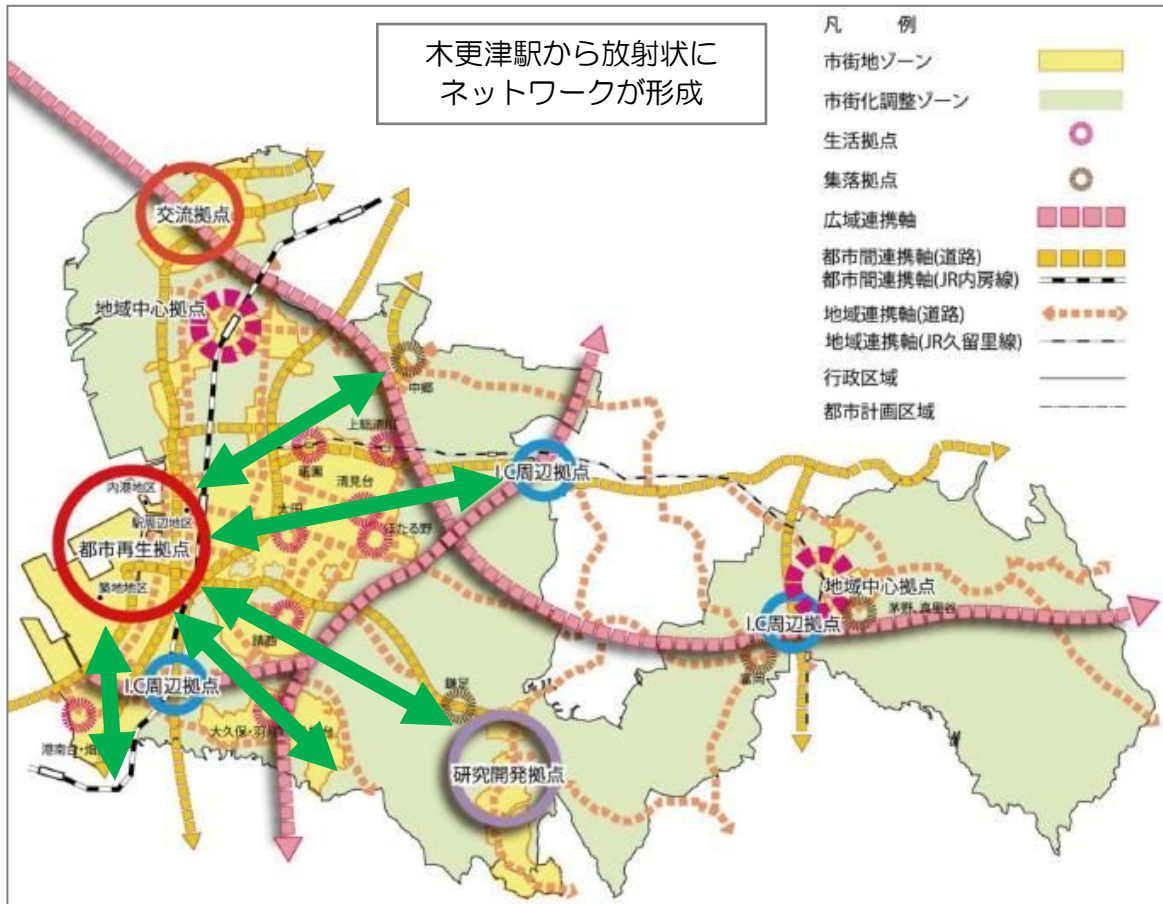 木更津駅から放射状に
ネットワークが形成
凡　例
市街地ゾーン
市街化調整ゾーン
生活拠点
集落拠点
広域連携軸
都市間連携軸(道路)
都市間連携軸(JR内房線)
地域連携軸(道路)
地域連携軸(JR久留里線)
行政区域
都市計画区域
交流拠点
地域中心拠点
中郷
上総清川
祇園
清見台
I.C周辺拠点
内港地区
駅周辺地区
太田
ほたる野
都市再生拠点
築地地区
請西
地域中心拠点
茅野、真里谷
I.C周辺拠点
富岡
I.C周辺拠点
鎌足
大久保・羽
台
港南台・畑
研究開発拠点